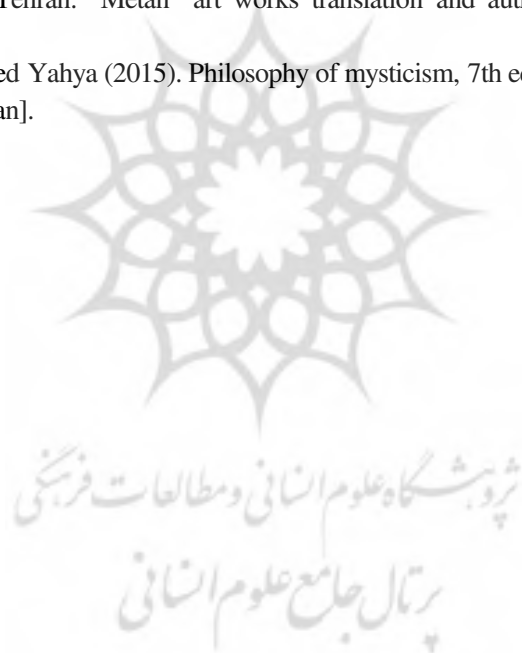 Tehran: "Metan" art works translation and auth
ed Yahya (2015). Philosophy of mysticism, 7th ed
an].
پژوهشگاه علوم انسانی و مطالعات فرهنگی
پرتال جامع علوم انسانی